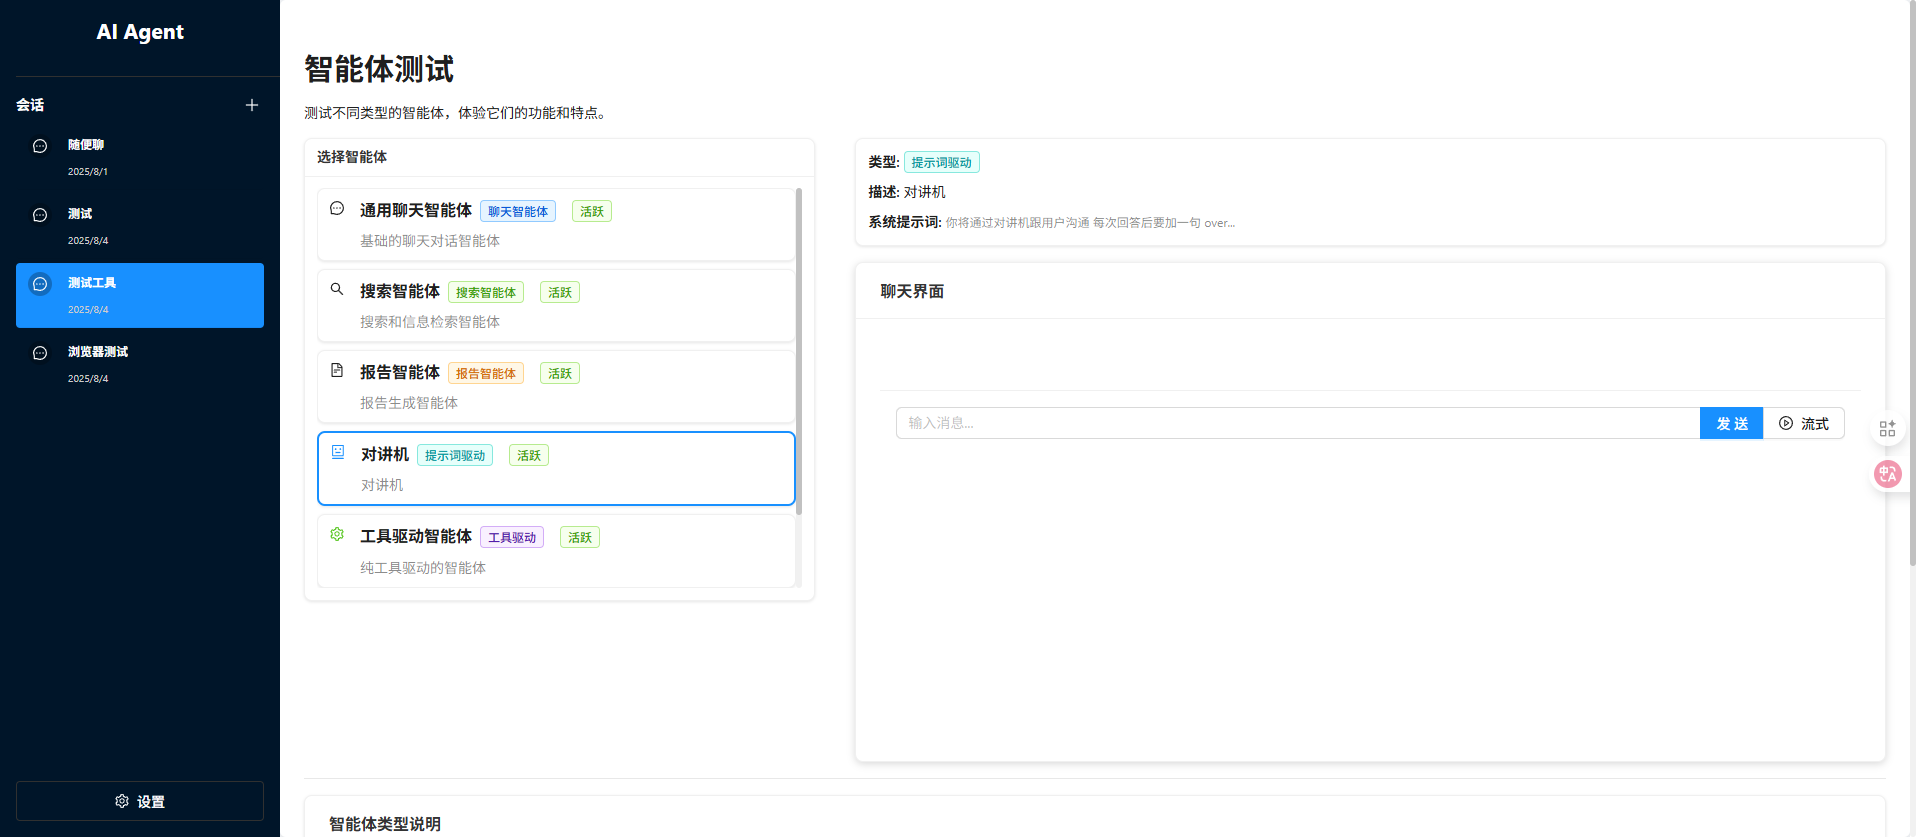 AI Agent
会话
随便聊
2025/8/1
测试
2025/8/4
测试工具
2025/8/4
浏览器测试
2025/8/4
设置
智能体测试
测试不同类型的智能体，体验它们的功能和特点。
选择智能体
通用聊天智能体 聊天智能体 活跃
基础的聊天对话智能体
搜索智能体 搜索智能体 活跃
搜索和信息检索智能体
报告智能体 报告智能体 活跃
报告生成智能体
对讲机 提示词驱动 活跃
对讲机
工具驱动智能体 工具驱动 活跃
纯工具驱动的智能体
类型: 提示词驱动
描述: 对讲机
系统提示词: 你将通过对讲机跟用户沟通 每次回答后要加一句 over...
聊天界面
输入消息...
发 送
流式
中A
智能体类型说明